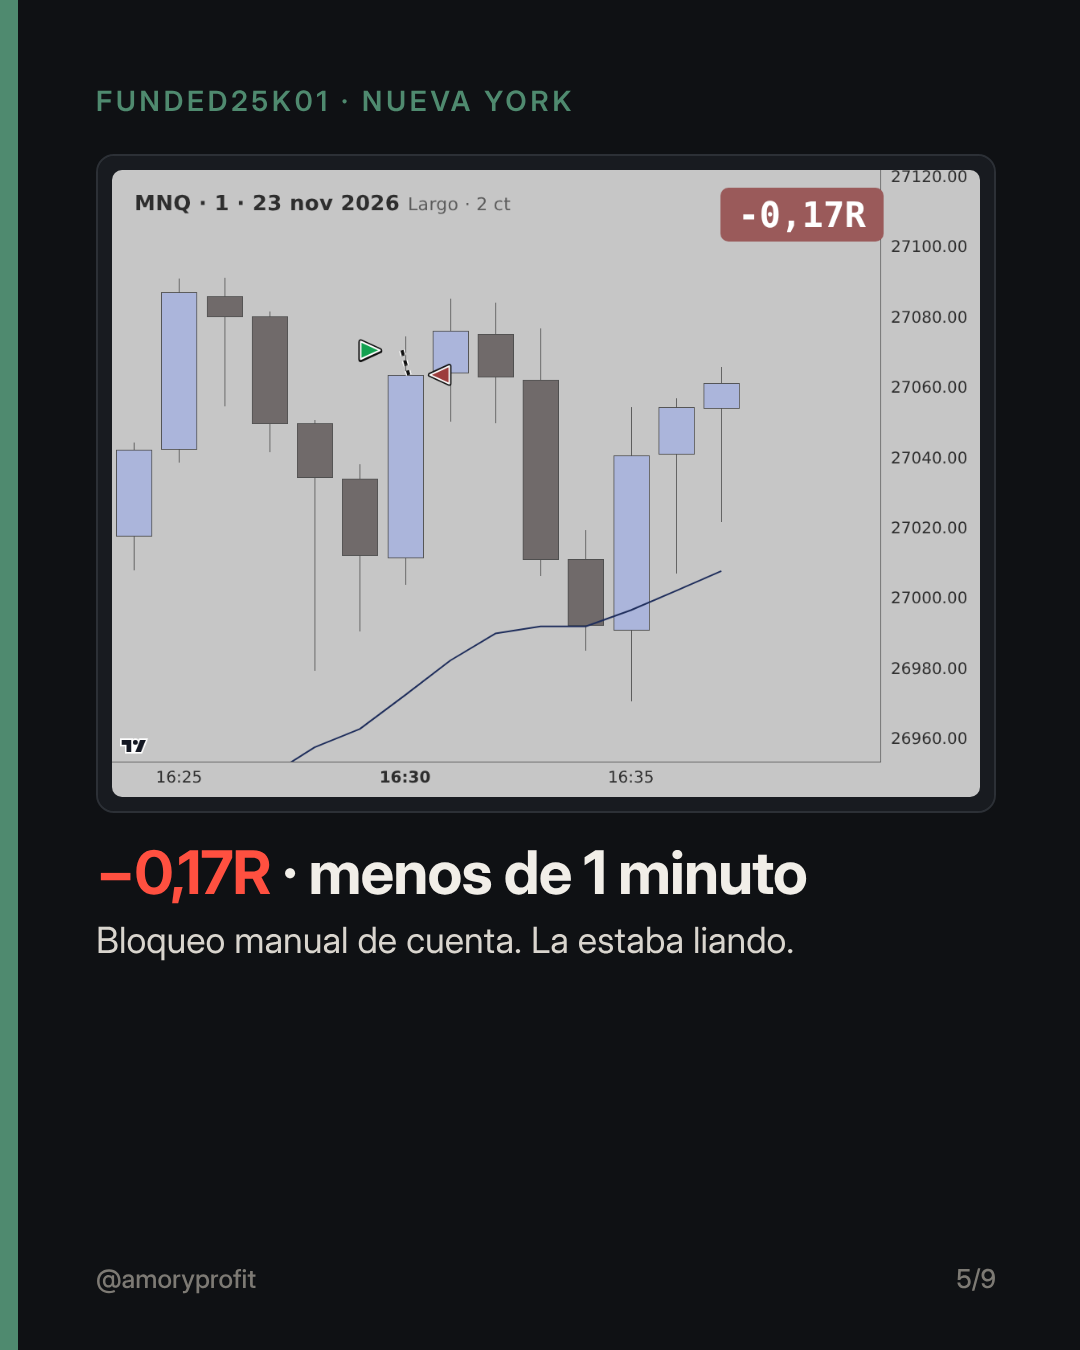 FUNDED25K01 · NUEVA YORK
MNQ · 1 · 23 nov 2026 Largo · 2 ct
-0,17R
27120.00
27100.00
27080.00
27060.00
27040.00
27020.00
27000.00
26980.00
26960.00
16:25 16:30 16:35
–0,17R · menos de 1 minuto
Bloqueo manual de cuenta. La estaba liando.
@amoryprofit 5/9